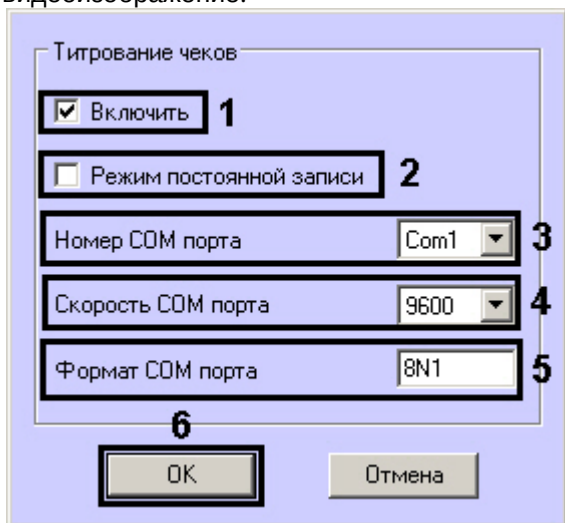 видеоизображение.
Титрование чеков
Включить 1
Режим постоянной записи 2
Номер COM порта Com1 3
Скорость COM порта 9600 4
Формат COM порта 8N1 5
6
OK Отмена